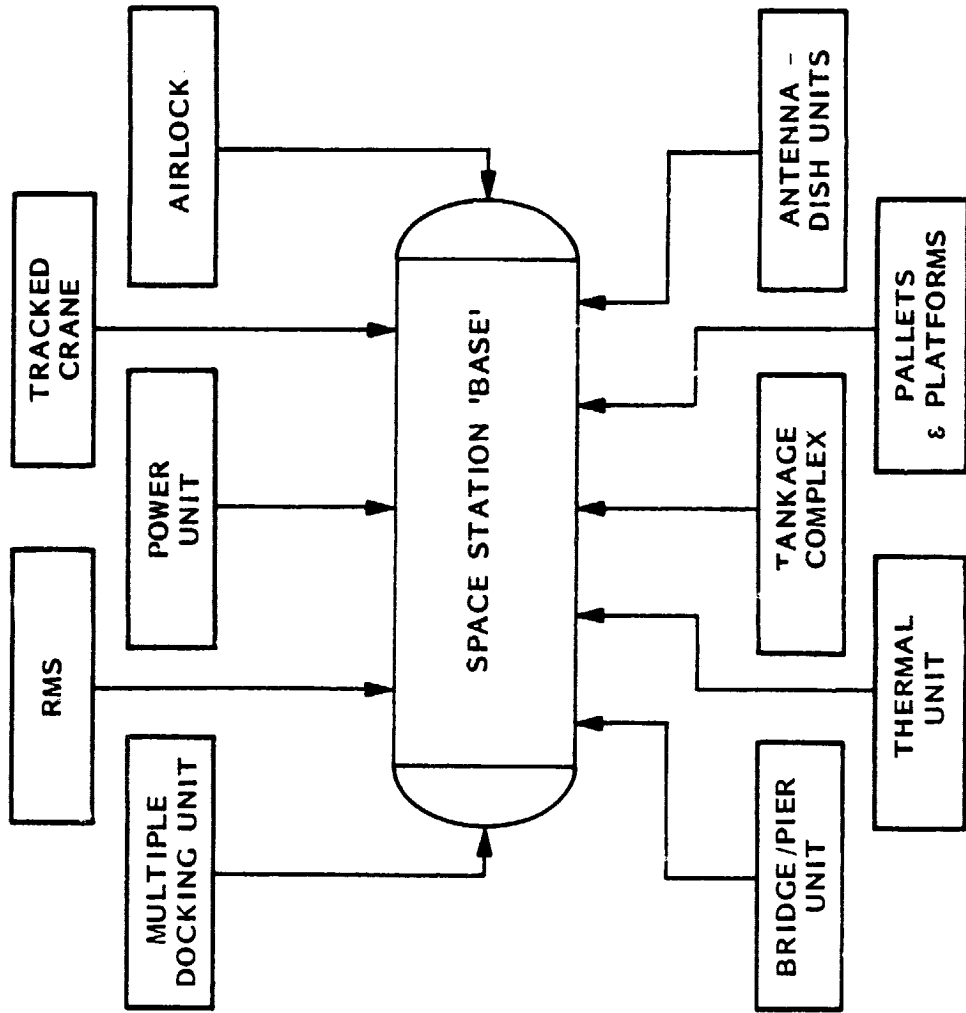 RMS
TRACKED
CRANE
MULTIPLE
DOCKING UNIT
POWER
UNIT
AIRLOCK
SPACE STATION 'BASE'
BRIDGE/PIER
UNIT
TANKAGE
COMPLEX
ANTENNA -
DISH UNITS
THERMAL
UNIT
PALLETS
& PLATFORMS